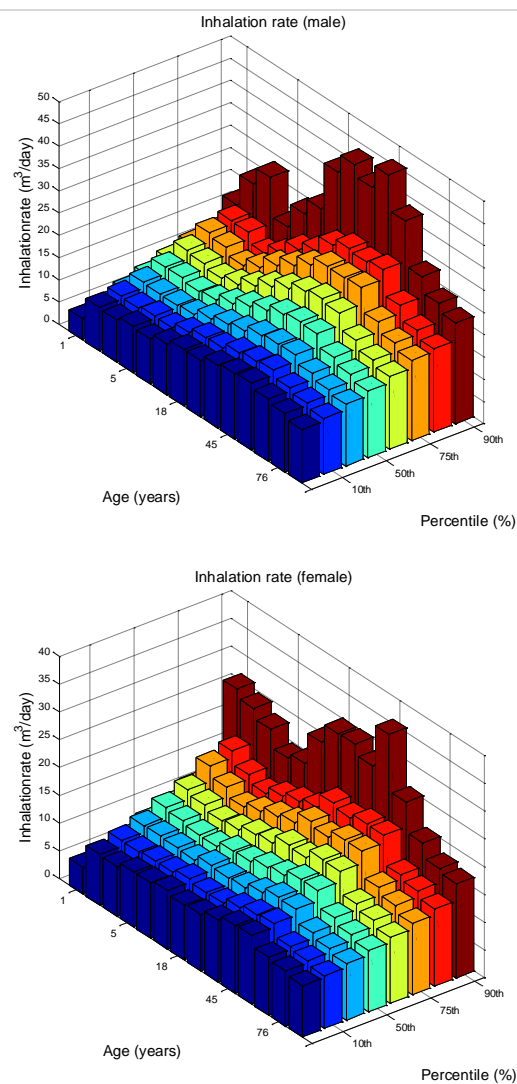 Inhalation rate (male)
Inhalationrate (m³/day)
50
45
40
35
30
25
20
15
10
5
0
1
5
18
45
76
Age (years)
10th
50th
75th
90th
Percentile (%)
Inhalation rate (female)
Inhalationrate (m³/day)
40
35
30
25
20
15
10
5
0
1
5
18
45
76
Age (years)
10th
50th
75th
90th
Percentile (%)